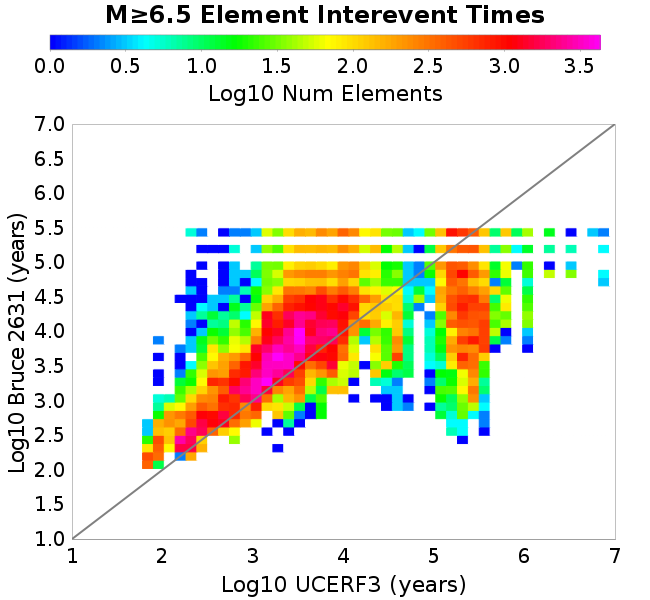 M≥6.5 Element Interevent Times
0.0 0.5 1.0 1.5 2.0 2.5 3.0 3.5
Log10 Num Elements
7.0
6.5
6.0
5.5
5.0
4.5
4.0
3.5
3.0
2.5
2.0
1.5
1.0
Log10 Bruce 2631 (years)
1 2 3 4 5 6 7
Log10 UCERF3 (years)